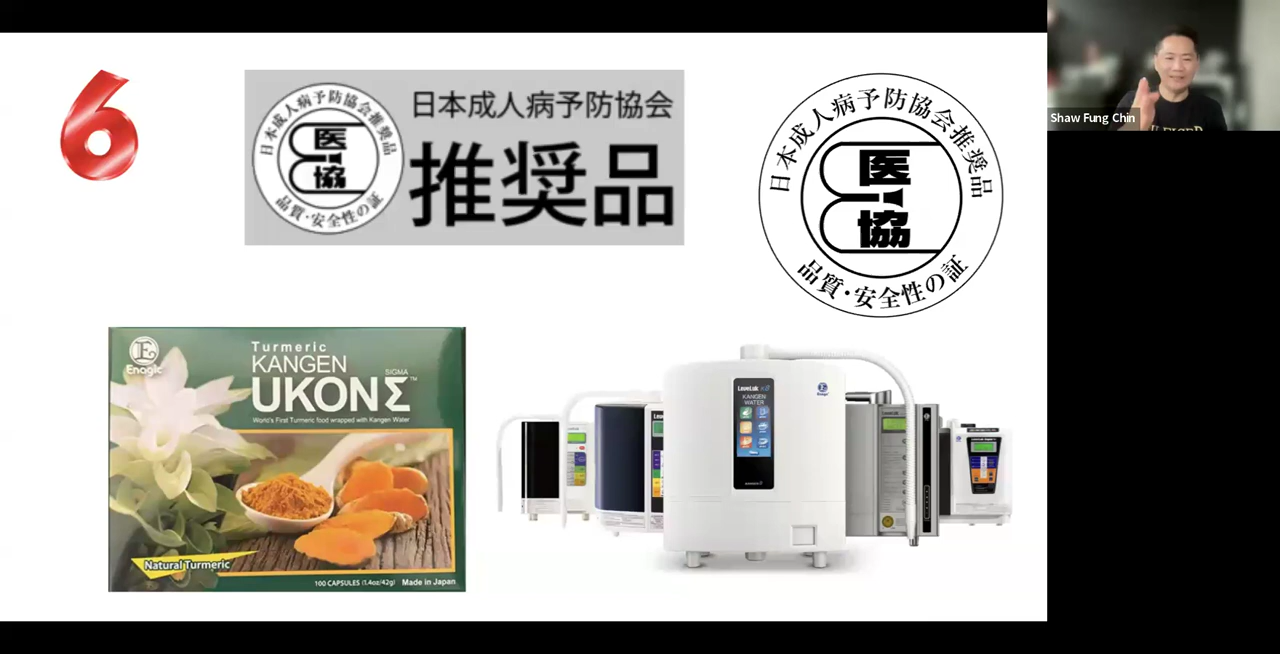 6
日本成人病予防協会推奨品
医
協
品質・安全性の証
日本成人病予防協会
推奨品
日本成人病予防協会推奨品
医
協
品質・安全性の証
Shaw Fung Chin
E
Enagic
Turmeric
KANGEN
SIGMA
UKON Σ™
World's First Turmeric food wrapped with Kangen Water
Natural Turmeric
100 CAPSULES (1.4oz/42g) Made in Japan
LeveLuk
KANGEN
WATER
E
Enagic